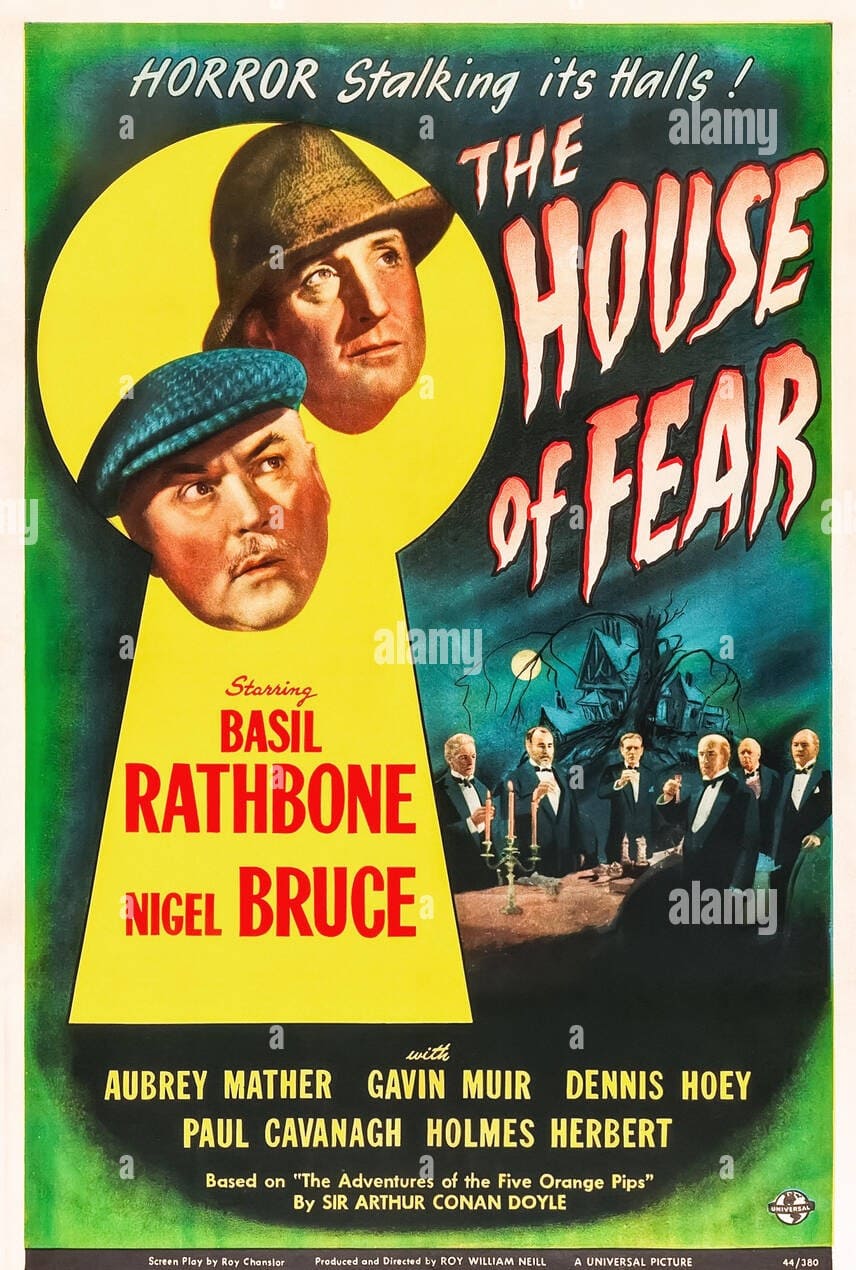 HORROR Stalking its Halls !
THE
HOUSE
OF FEAR
Starring
BASIL
RATHBONE
NIGEL BRUCE
with
AUBREY MATHER GAVIN MUIR DENNIS HOEY
PAUL CAVANAGH HOLMES HERBERT
Based on "The Adventures of the Five Orange Pips"
By SIR ARTHUR CONAN DOYLE
UNIVERSAL
Screen Play by Roy Chanslor Produced and Directed by ROY WILLIAM NEILL A UNIVERSAL PICTURE 44/380
alamy
alamy
alamy